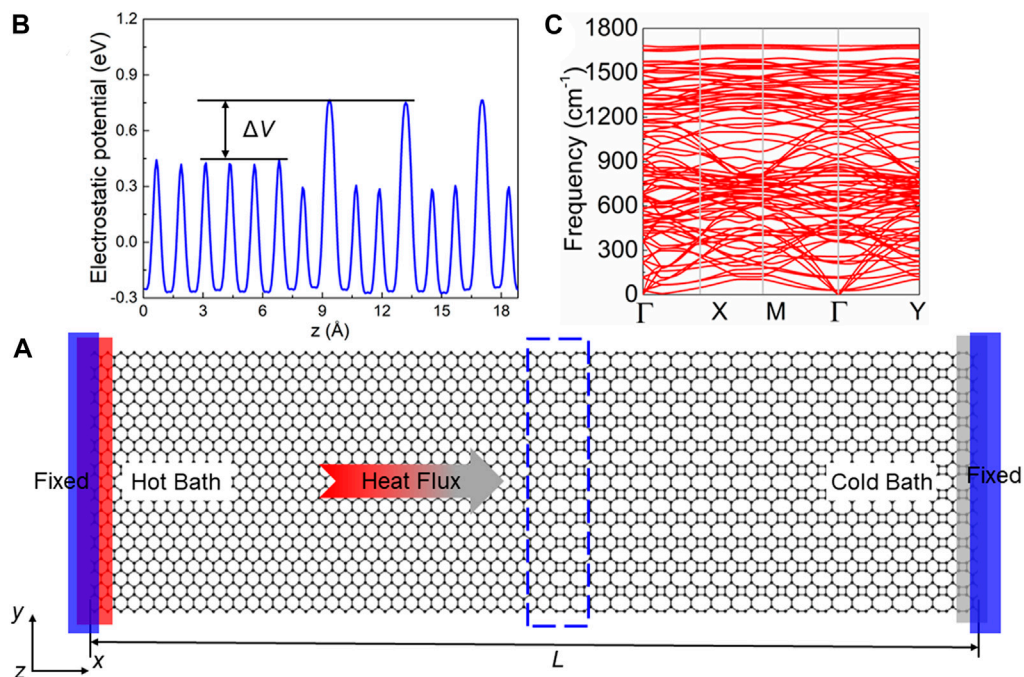 B
Electrostatic potential (eV)
1.2
0.9
0.6
0.3
0.0
-0.3
ΔV
0 3 6 9 12 15 18
z (Å)
C
Frequency (cm-1)
1800
1500
1200
900
600
300
0
Γ X M Γ Y
A
Fixed
Hot Bath
Heat Flux
Cold Bath
Fixed
y
z
x
L